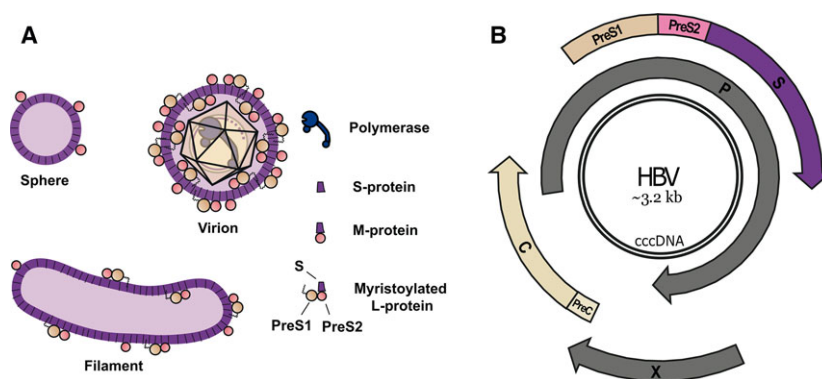 A
Sphere
Virion
Polymerase
S-protein
M-protein
S
Myristoylated
L-protein
PreS1
PreS2
Filament
B
PreS1
PreS2
S
P
HBV
~3.2 kb
cccDNA
C
PreC
X